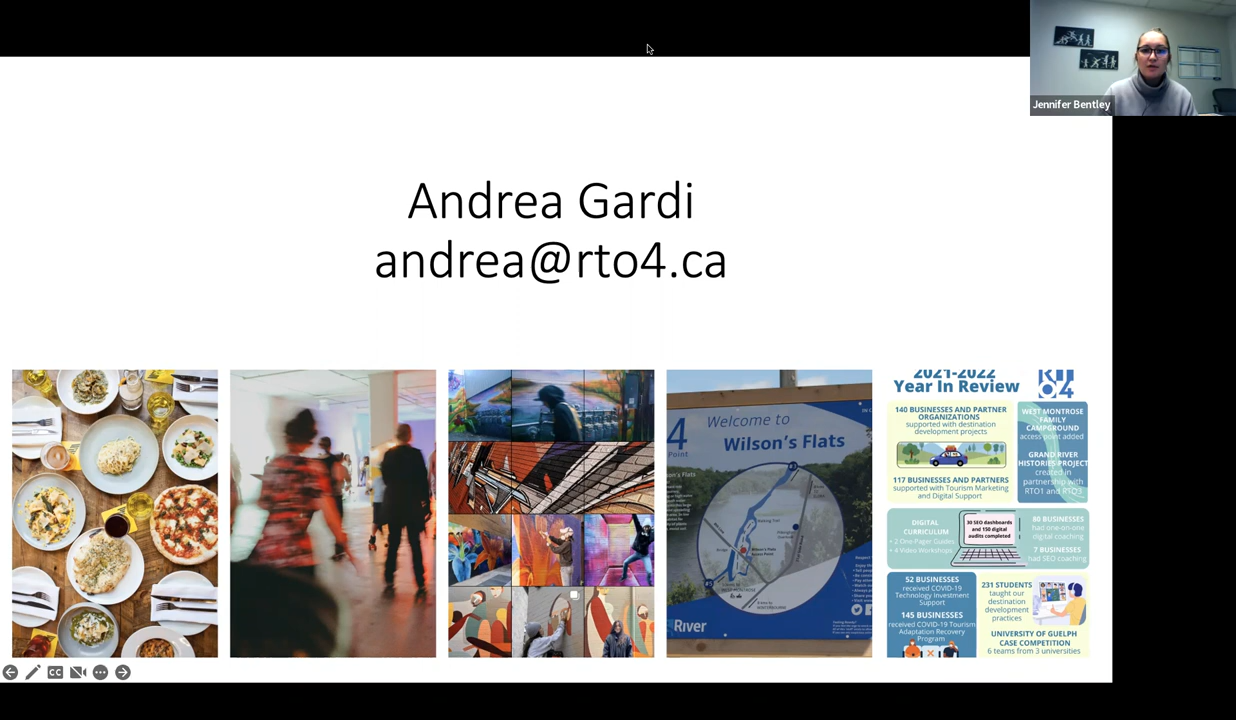 Jennifer Bentley
Andrea Gardi
andrea@rto4.ca
4
Point
Welcome to
Wilson's Flats
River
2021-2022
Year In Review
140 BUSINESSES AND PARTNER
ORGANIZATIONS
supported with destination
development projects
117 BUSINESSES AND PARTNERS
supported with Tourism Marketing
and Digital Support
WEST MONTROSE
FAMILY
CAMPGROUND
access point added
GRAND RIVER
HISTORIES PROJECT
created in
partnership with
RTO1 and RTO3
DIGITAL
CURRICULUM
• 2 One-Pager Guides
• 4 Video Workshops
30 SEO dashboards
and 150 digital
audits completed
80 BUSINESSES
had one-on-one
digital coaching
7 BUSINESSES
had SEO coaching
52 BUSINESSES
received COVID-19
Technology Investment
Support
145 BUSINESSES
received COVID-19 Tourism
Adaptation Recovery
Program
231 STUDENTS
taught our
destination
development
practices
UNIVERSITY OF GUELPH
CASE COMPETITION
6 teams from 3 universities
CC